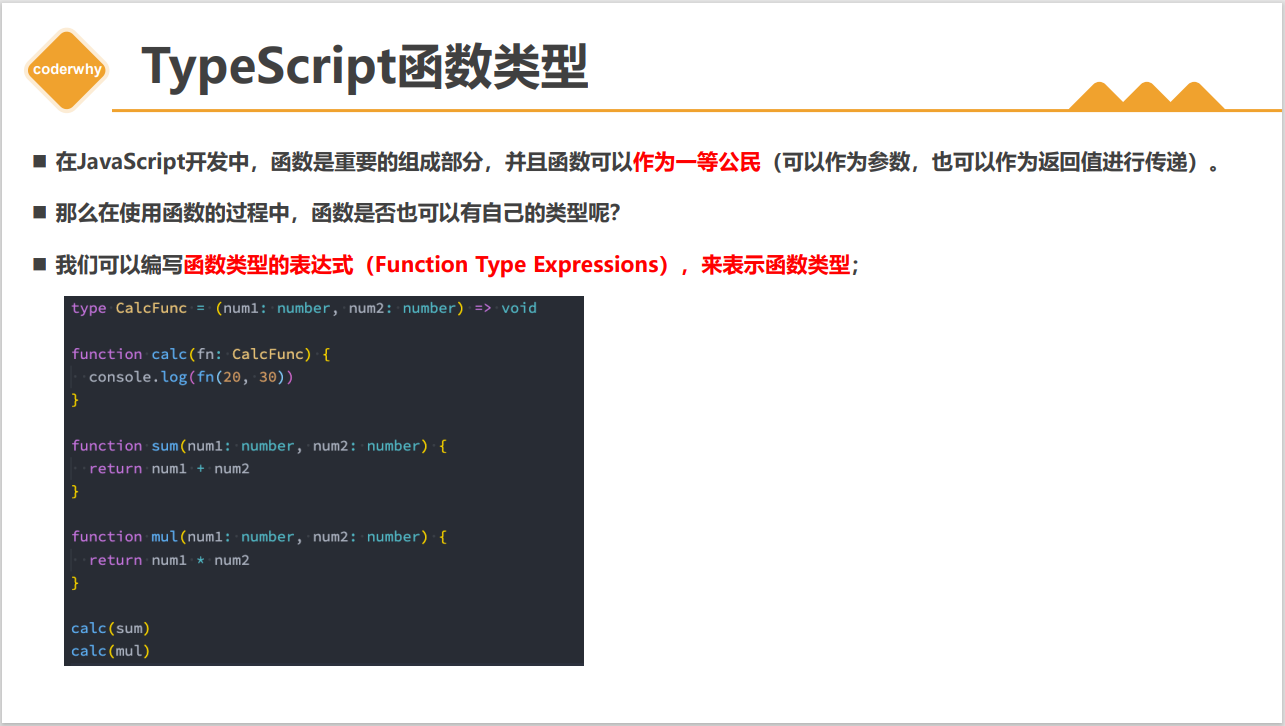 coderwhy
TypeScript函数类型
■ 在JavaScript开发中，函数是重要的组成部分，并且函数可以作为一等公民（可以作为参数，也可以作为返回值进行传递）。
■ 那么在使用函数的过程中，函数是否也可以有自己的类型呢？
■ 我们可以编写函数类型的表达式（Function Type Expressions），来表示函数类型；
type CalcFunc = (num1: number, num2: number) => void
function calc(fn: CalcFunc) {
  console.log(fn(20, 30))
}
function sum(num1: number, num2: number) {
  return num1 + num2
}
function mul(num1: number, num2: number) {
  return num1 * num2
}
calc(sum)
calc(mul)